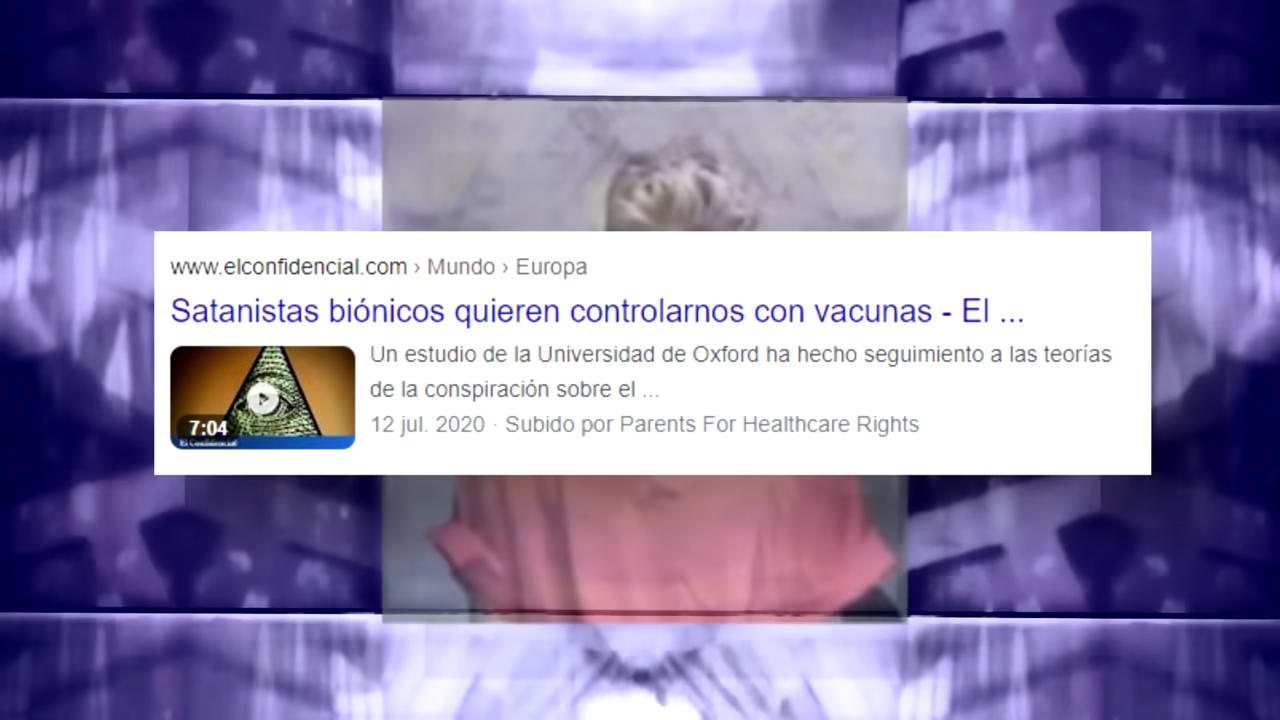 www.elconfidencial.com › Mundo › Europa
Satanistas biónicos quieren controlarnos con vacunas - El ...
Un estudio de la Universidad de Oxford ha hecho seguimiento a las teorías
de la conspiración sobre el ...
12 jul. 2020 · Subido por Parents For Healthcare Rights
7:04
El Confidencial